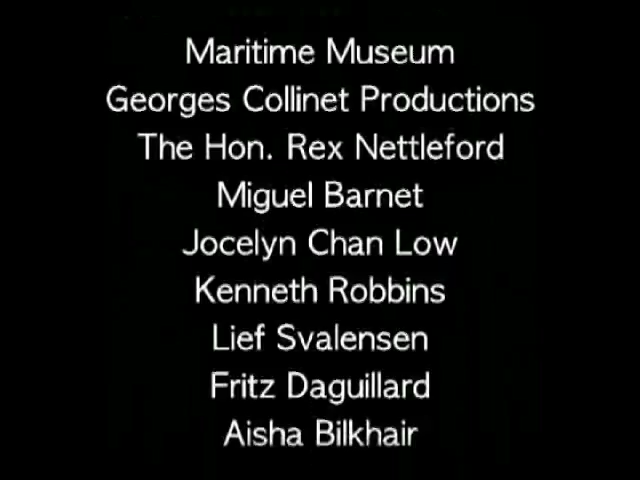 Maritime Museum
Georges Collinet Productions
The Hon. Rex Nettleford
Miguel Barnet
Jocelyn Chan Low
Kenneth Robbins
Lief Svalensen
Fritz Daguillard
Aisha Bilkhair